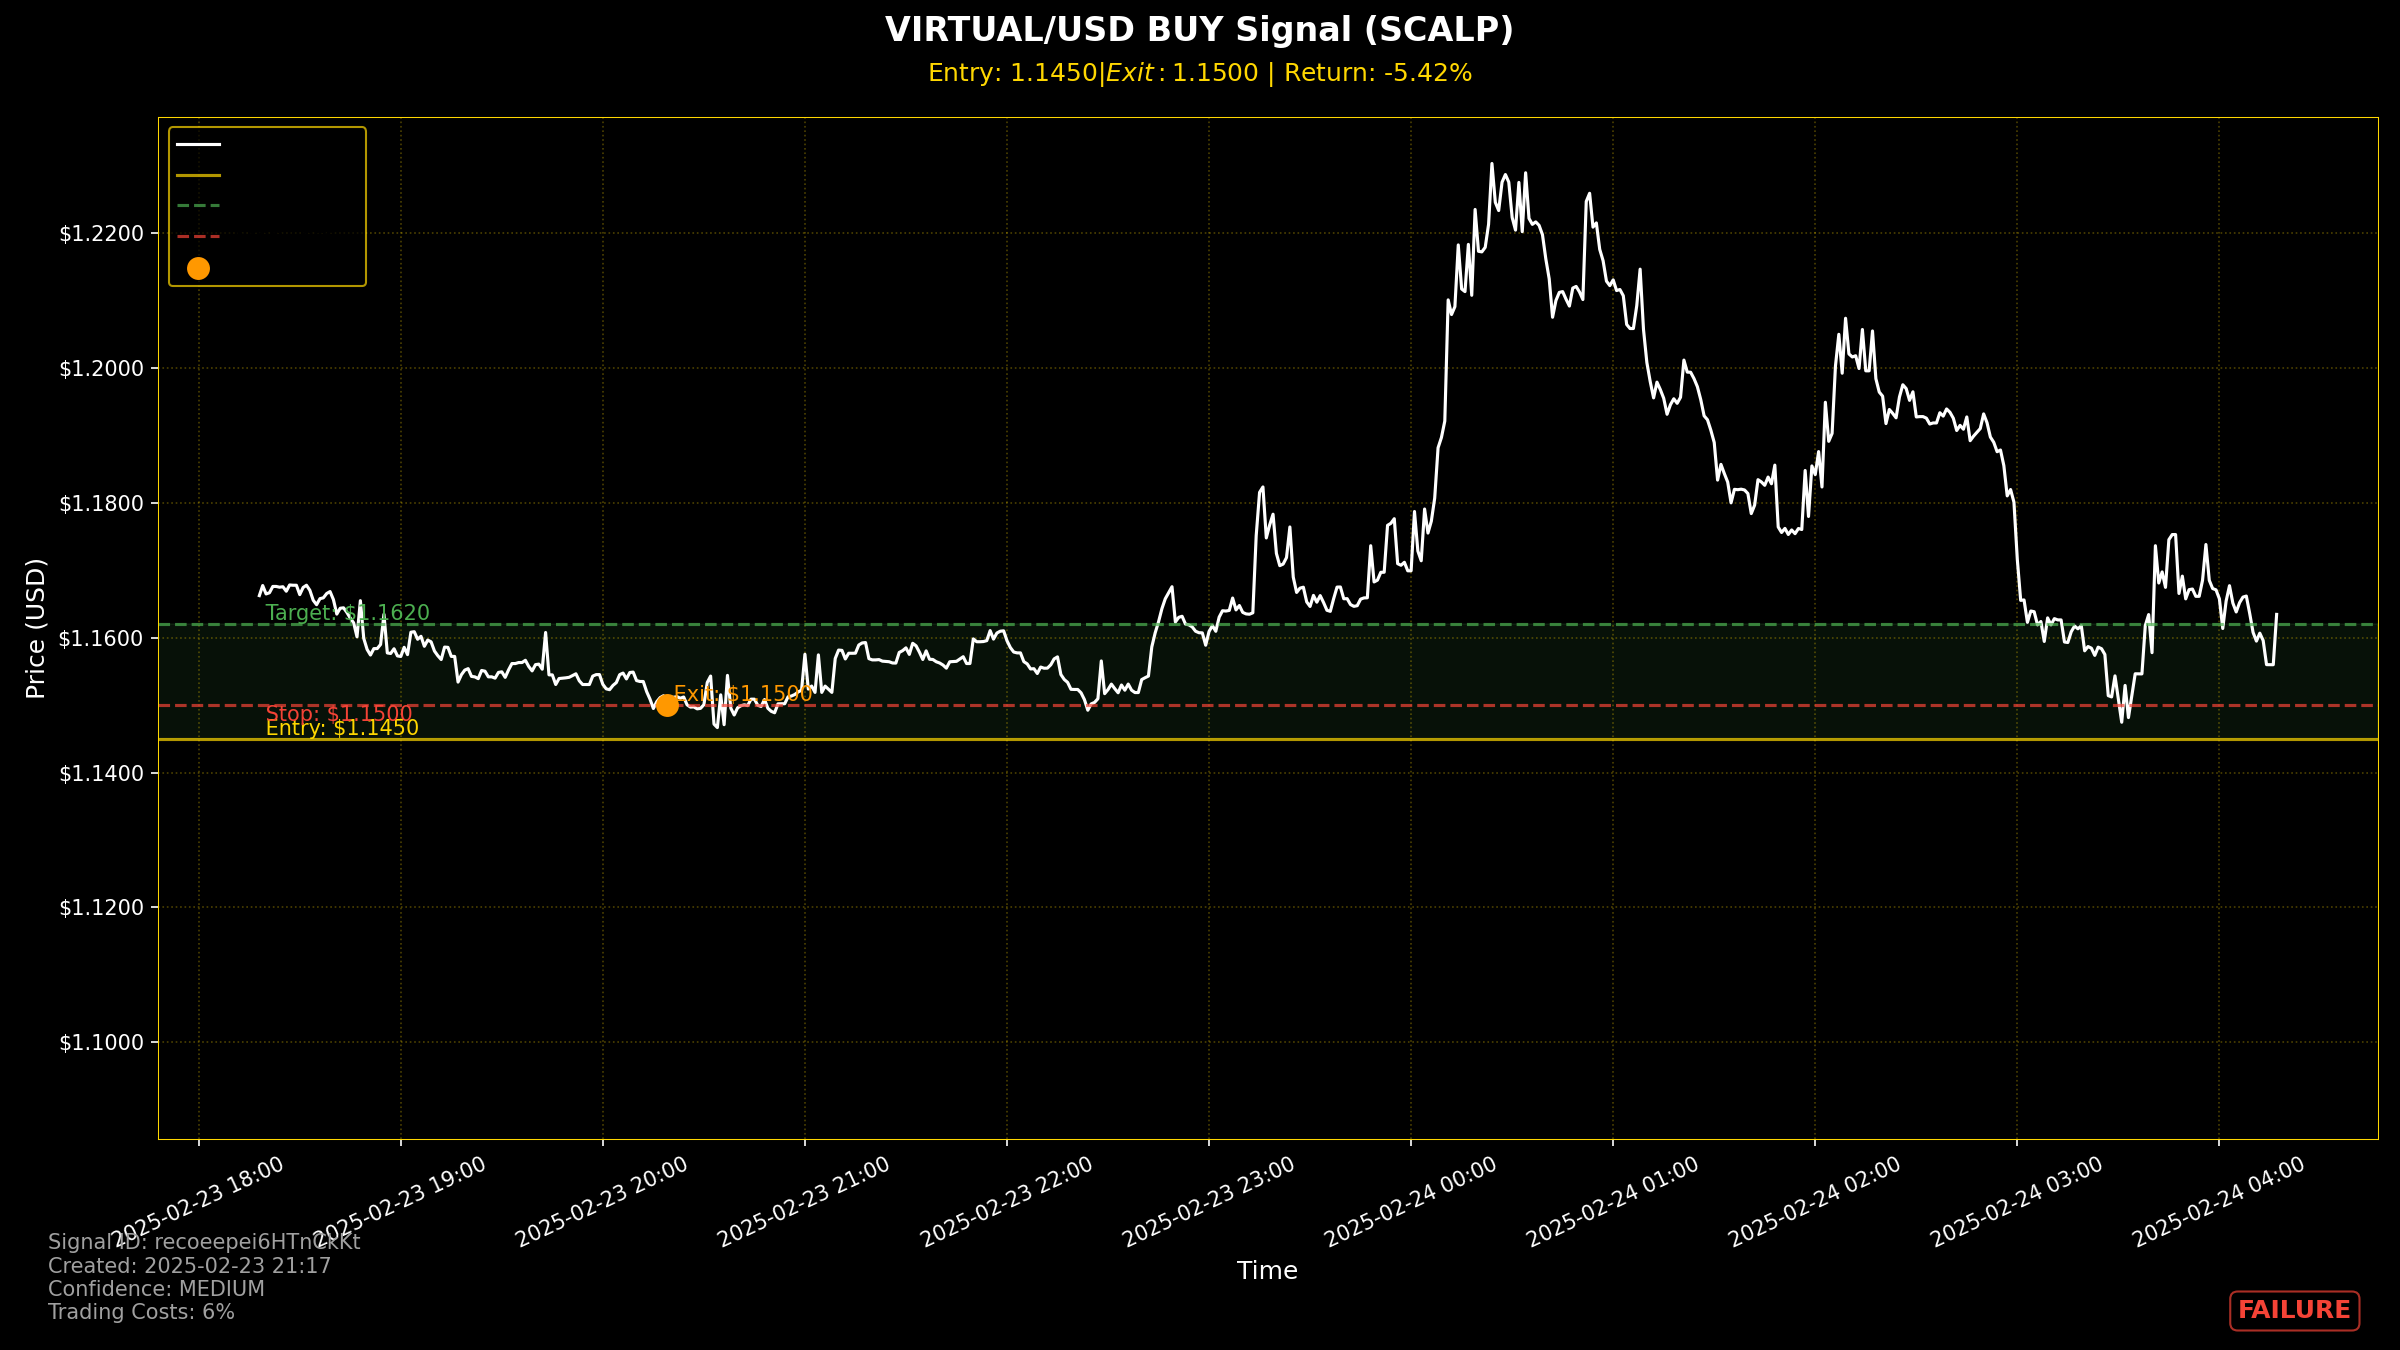 VIRTUAL/USD BUY Signal (SCALP)
Entry: 1.1450|Exit: 1.1500 | Return: -5.42%
$1.2200
$1.2000
$1.1800
$1.1600
$1.1400
$1.1200
$1.1000
Price (USD)
Target: $1.1620
Exit: $1.1500
Stop: $1.1500
Entry: $1.1450
2025-02-23 18:00
2025-02-23 19:00
2025-02-23 20:00
2025-02-23 21:00
2025-02-23 22:00
2025-02-23 23:00
2025-02-24 00:00
2025-02-24 01:00
2025-02-24 02:00
2025-02-24 03:00
2025-02-24 04:00
Time
Signal ID: recoeepei6HTnCkKt
Created: 2025-02-23 21:17
Confidence: MEDIUM
Trading Costs: 6%
FAILURE